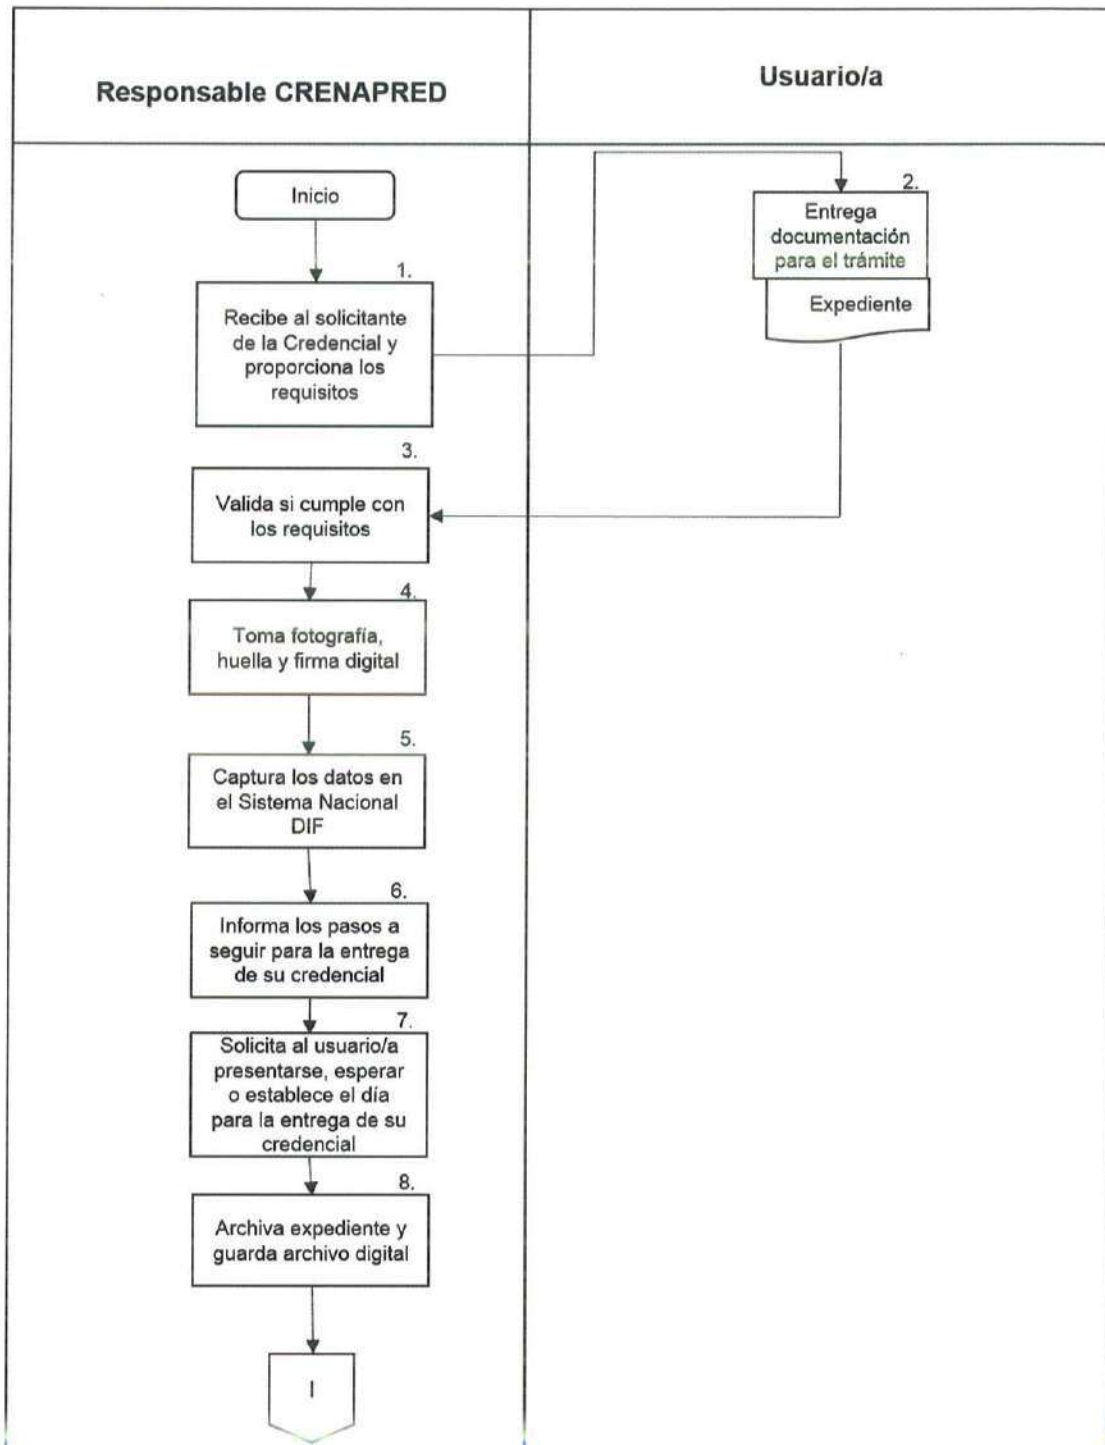 Responsable CRENAPRED
Usuario/a
Inicio
1.
Recibe al solicitante
de la Credencial y
proporciona los
requisitos
2.
Entrega
documentación
para el trámite
Expediente
3.
Valida si cumple con
los requisitos
4.
Toma fotografía,
huella y firma digital
5.
Captura los datos en
el Sistema Nacional
DIF
6.
Informa los pasos a
seguir para la entrega
de su credencial
7.
Solicita al usuario/a
presentarse, esperar
o establece el día
para la entrega de su
credencial
8.
Archiva expediente y
guarda archivo digital
I